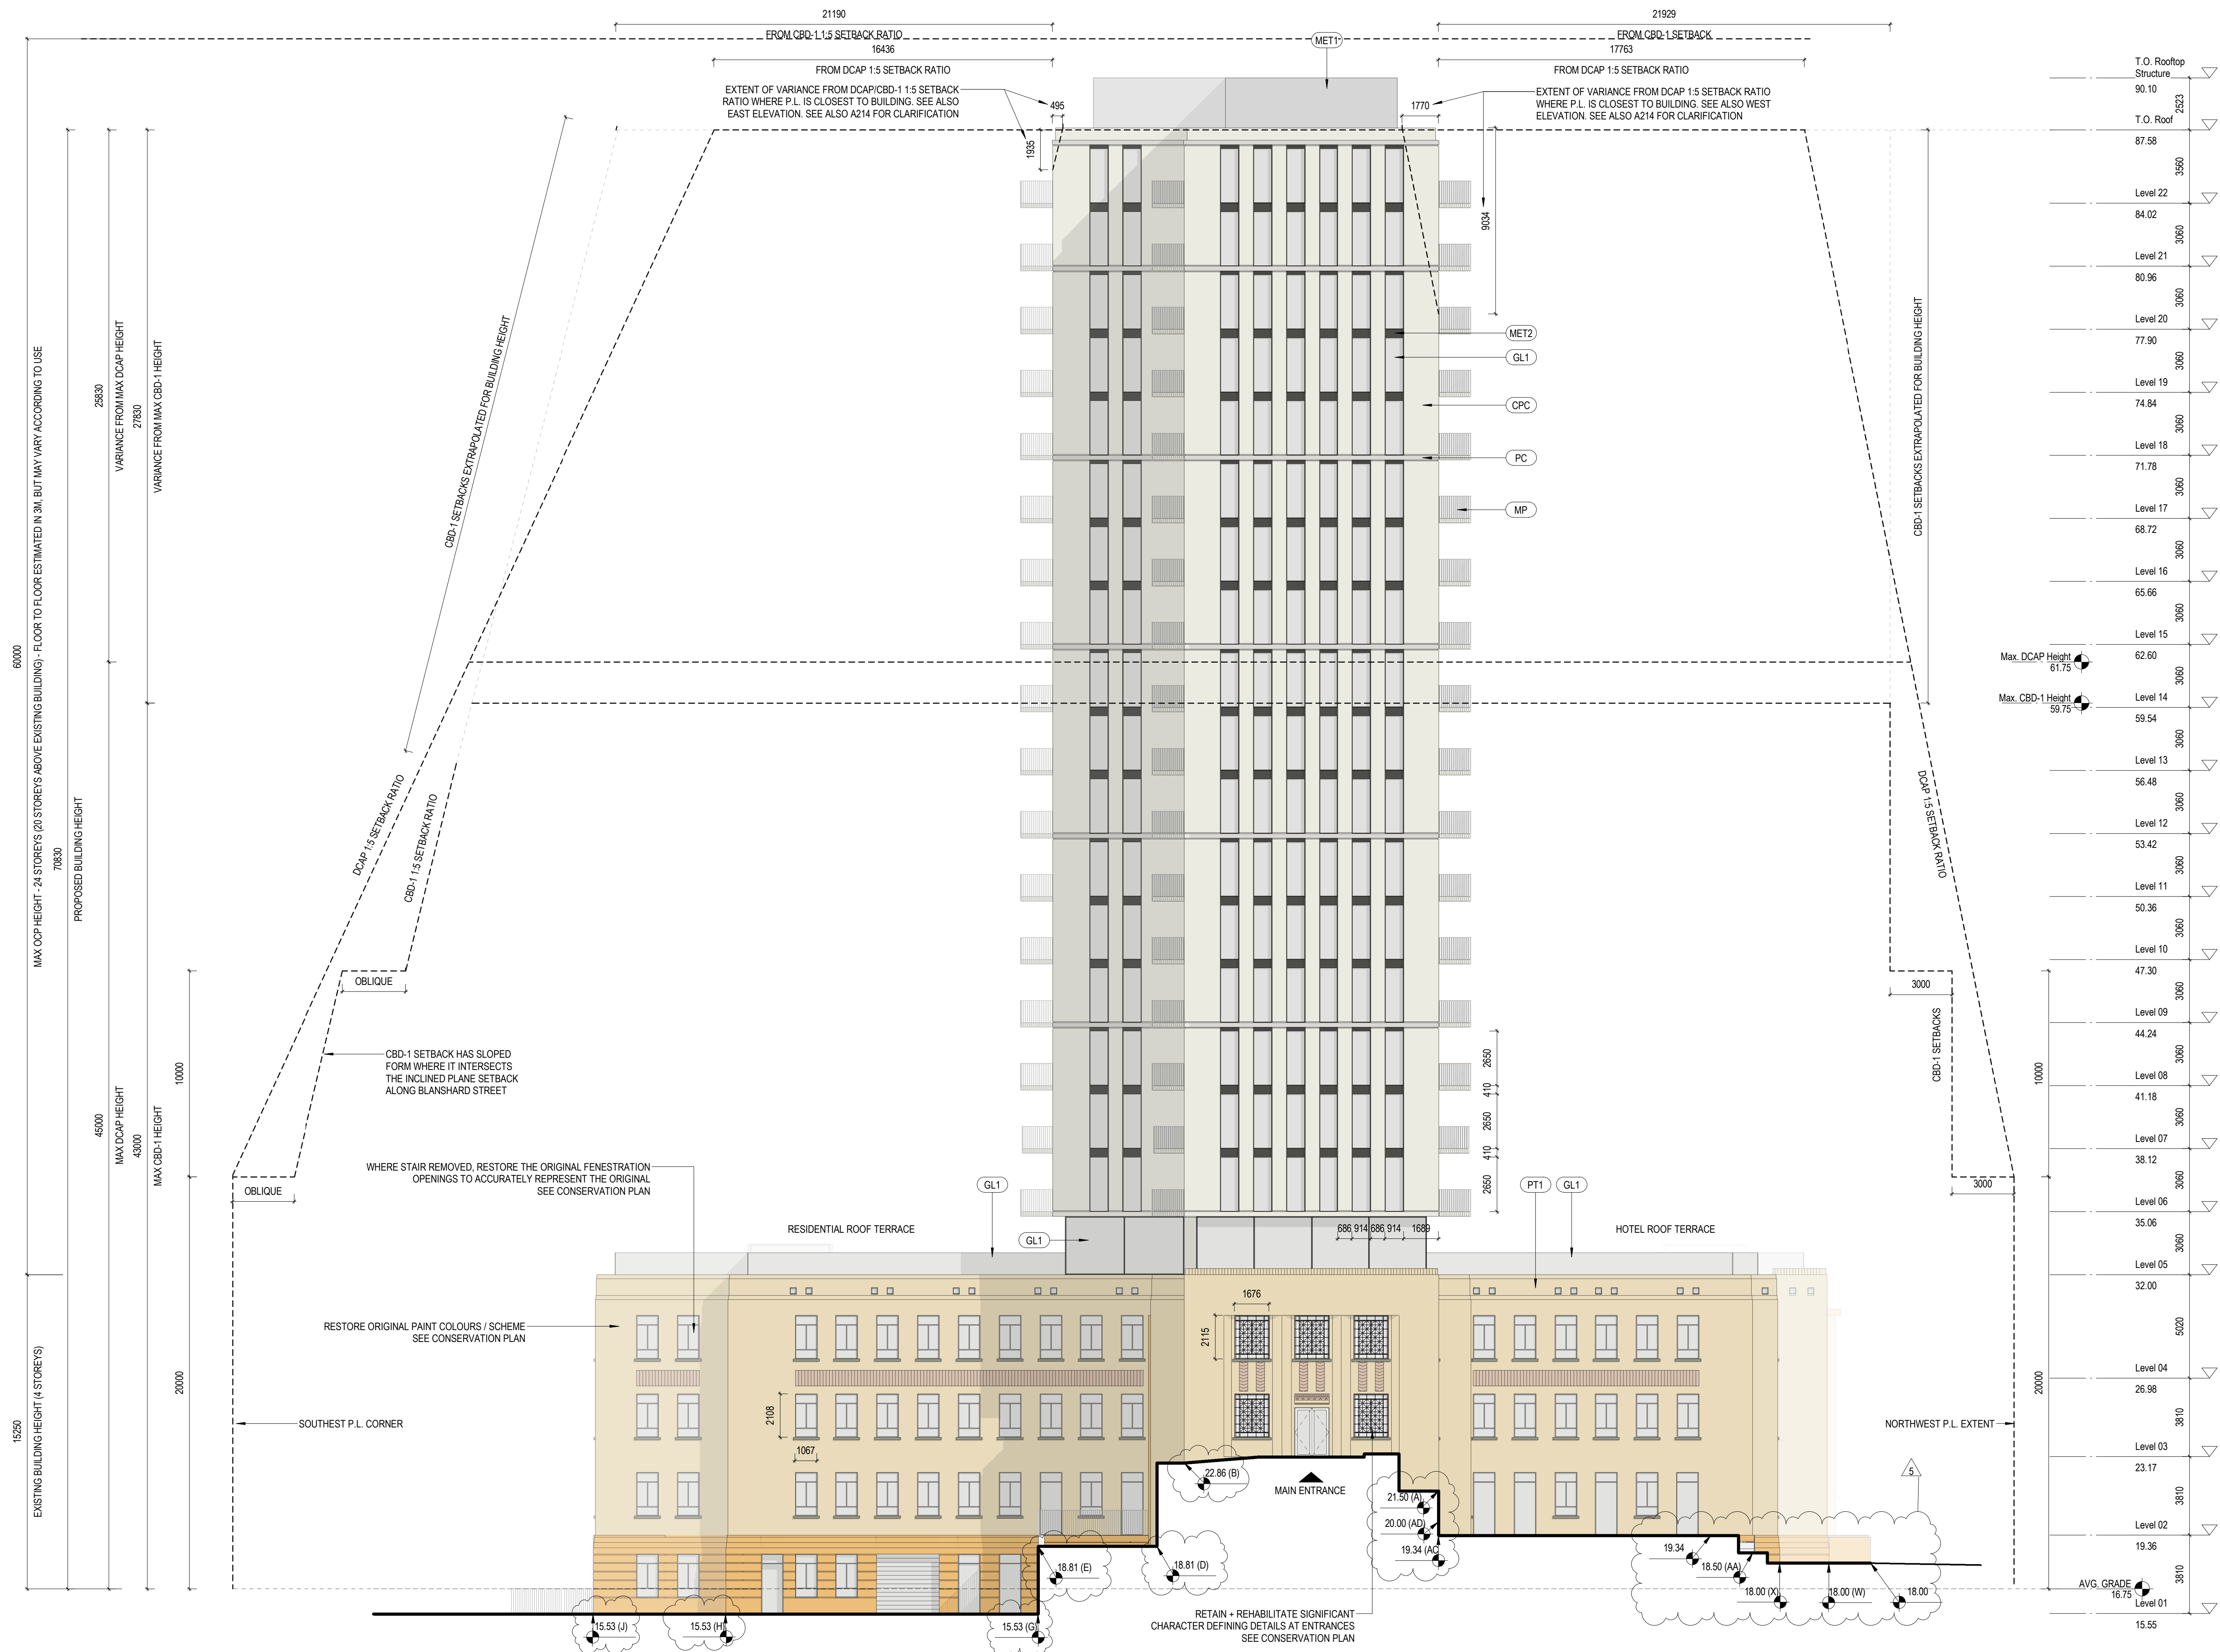 21190
FROM CBD-1 1:5 SETBACK RATIO
16436
FROM DCAP 1:5 SETBACK RATIO
21929
FROM CBD-1 SETBACK
17763
FROM DCAP 1:5 SETBACK RATIO
MET1
EXTENT OF VARIANCE FROM DCAP/CBD-1 1:5 SETBACK
RATIO WHERE P.L. IS CLOSEST TO BUILDING. SEE ALSO
EAST ELEVATION. SEE ALSO A214 FOR CLARIFICATION
495
1935
1770
EXTENT OF VARIANCE FROM DCAP 1:5 SETBACK RATIO
WHERE P.L. IS CLOSEST TO BUILDING. SEE ALSO WEST
ELEVATION. SEE ALSO A214 FOR CLARIFICATION
9034
MET2
GL1
CPC
PC
MP
60000
MAX OCP HEIGHT - 24 STOREYS (20 STOREYS ABOVE EXISTING BUILDING) - FLOOR TO FLOOR ESTIMATED IN 3M, BUT MAY VARY ACCORDING TO USE
70830
PROPOSED BUILDING HEIGHT
25830
VARIANCE FROM MAX DCAP HEIGHT
27830
VARIANCE FROM MAX CBD-1 HEIGHT
45000
MAX DCAP HEIGHT
43000
MAX CBD-1 HEIGHT
10000
20000
15250
EXISTING BUILDING HEIGHT (4 STOREYS)
CBD-1 SETBACKS EXTRAPOLATED FOR BUILDING HEIGHT
DCAP 1:5 SETBACK RATIO
CBD-1 1:5 SETBACK RATIO
OBLIQUE
CBD-1 SETBACK HAS SLOPED
FORM WHERE IT INTERSECTS
THE INCLINED PLANE SETBACK
ALONG BLANSHARD STREET
OBLIQUE
WHERE STAIR REMOVED, RESTORE THE ORIGINAL FENESTRATION
OPENINGS TO ACCURATELY REPRESENT THE ORIGINAL
SEE CONSERVATION PLAN
RESIDENTIAL ROOF TERRACE
GL1
GL1
RESTORE ORIGINAL PAINT COLOURS / SCHEME
SEE CONSERVATION PLAN
SOUTHEST P.L. CORNER
2108
1067
1676
2115
2650
410
2650
410
2650
686
914
686
914
1689
PT1
GL1
HOTEL ROOF TERRACE
22.86 (B)
MAIN ENTRANCE
21.50 (A)
20.00 (AD)
19.34 (AC
18.81 (E)
18.81 (D)
15.53 (J)
15.53 (H)
15.53 (G)
RETAIN + REHABILITATE SIGNIFICANT
CHARACTER DEFINING DETAILS AT ENTRANCES
SEE CONSERVATION PLAN
19.34
18.50 (AA)
18.00 (X)
18.00 (W)
18.00
5
NORTHWEST P.L. EXTENT
CBD-1 SETBACKS EXTRAPOLATED FOR BUILDING HEIGHT
DCAP 1:5 SETBACK RATIO
3000
CBD-1 SETBACKS
3000
10000
20000
Max. DCAP Height
61.75
Max. CBD-1 Height
59.75
AVG. GRADE
16.75
T.O. Rooftop
Structure
90.10
2523
T.O. Roof
87.58
3560
Level 22
84.02
3060
Level 21
80.96
3060
Level 20
77.90
3060
Level 19
74.84
3060
Level 18
71.78
3060
Level 17
68.72
3060
Level 16
65.66
3060
Level 15
62.60
3060
Level 14
59.54
3060
Level 13
56.48
3060
Level 12
53.42
3060
Level 11
50.36
3060
Level 10
47.30
3060
Level 09
44.24
3060
Level 08
41.18
3060
Level 07
38.12
3060
Level 06
35.06
3060
Level 05
32.00
5020
Level 04
26.98
3810
Level 03
23.17
3810
Level 02
19.36
3810
Level 01
15.55